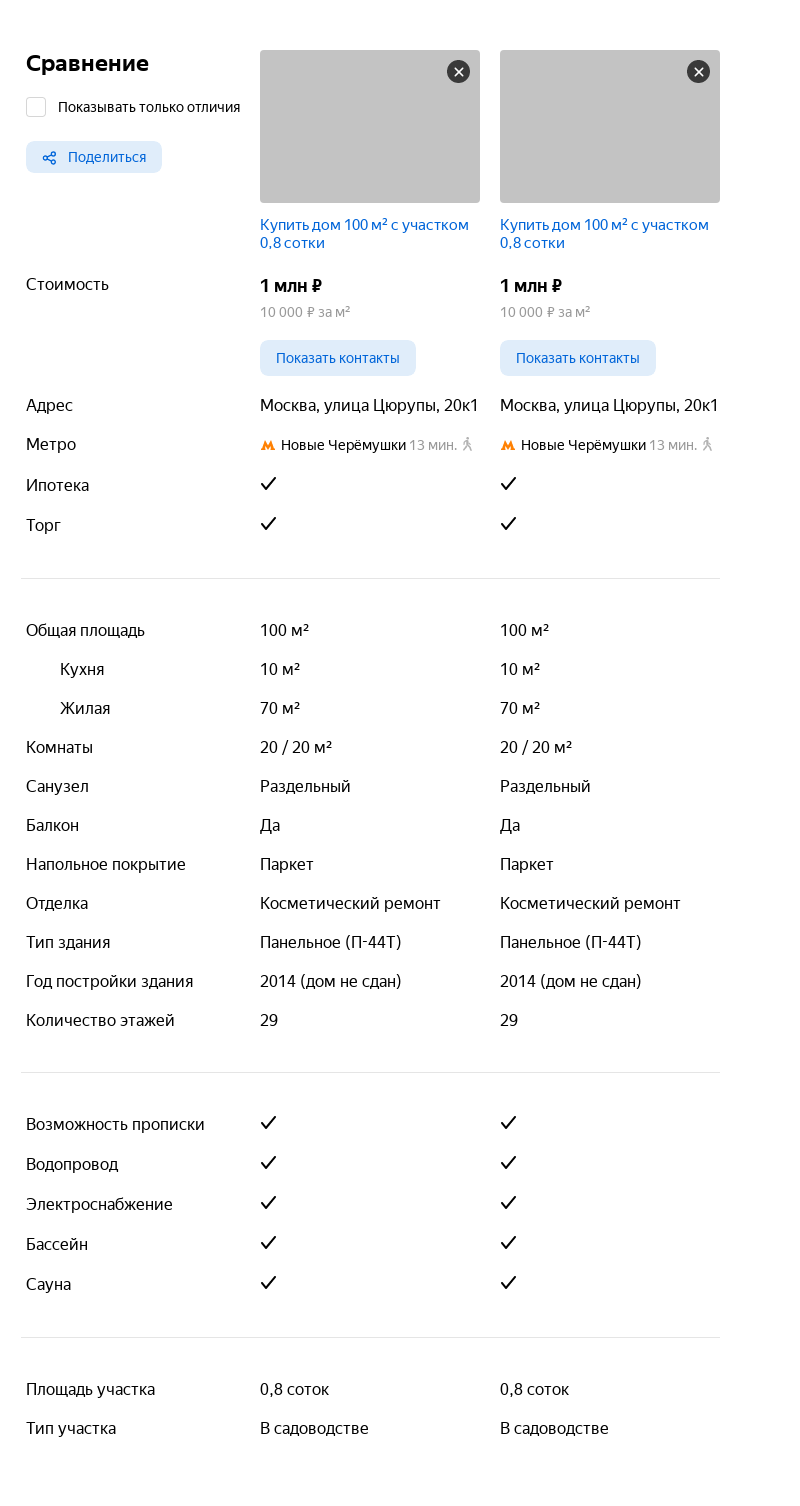 Сравнение
Показывать только отличия
Поделиться
Купить дом 100 м² с участком
0,8 сотки
Купить дом 100 м² с участком
0,8 сотки
Стоимость
1 млн ₽
1 млн ₽
10 000 ₽ за м²
10 000 ₽ за м²
Показать контакты
Показать контакты
Адрес Москва, улица Цюрупы, 20к1 Москва, улица Цюрупы, 20к1
Метро Новые Черёмушки 13 мин. Новые Черёмушки 13 мин.
Ипотека
Торг
Общая площадь 100 м² 100 м²
Кухня 10 м² 10 м²
Жилая 70 м² 70 м²
Комнаты 20 / 20 м² 20 / 20 м²
Санузел Раздельный Раздельный
Балкон Да Да
Напольное покрытие Паркет Паркет
Отделка Косметический ремонт Косметический ремонт
Тип здания Панельное (П-44Т) Панельное (П-44Т)
Год постройки здания 2014 (дом не сдан) 2014 (дом не сдан)
Количество этажей 29 29
Возможность прописки
Водопровод
Электроснабжение
Бассейн
Сауна
Площадь участка 0,8 соток 0,8 соток
Тип участка В садоводстве В садоводстве